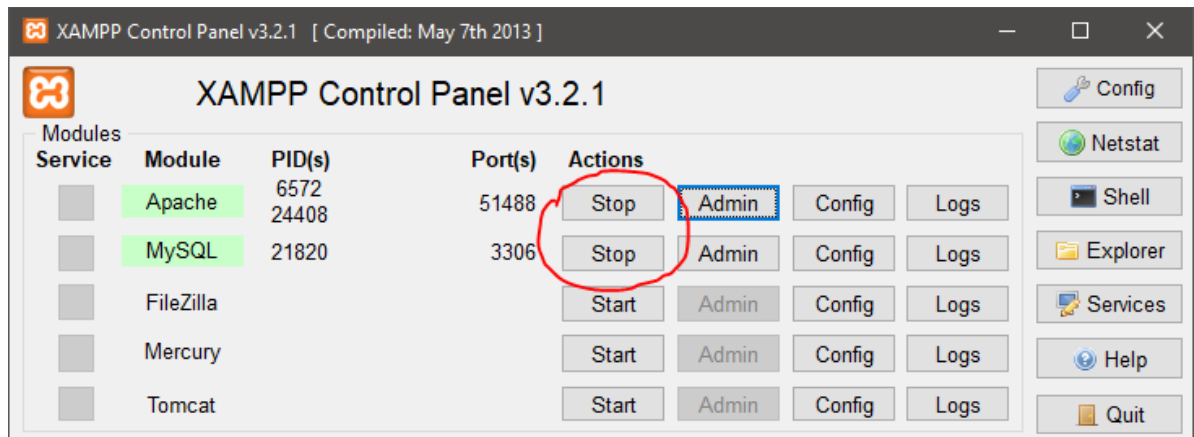 XAMPP Control Panel v3.2.1 [ Compiled: May 7th 2013 ]
XAMPP Control Panel v3.2.1
Config
Modules
Netstat
Service Module PID(s) Port(s) Actions
Apache 6572 24408 51488 Stop Admin Config Logs
Shell
MySQL 21820 3306 Stop Admin Config Logs
Explorer
FileZilla Start Admin Config Logs
Services
Mercury Start Admin Config Logs
Help
Tomcat Start Admin Config Logs
Quit